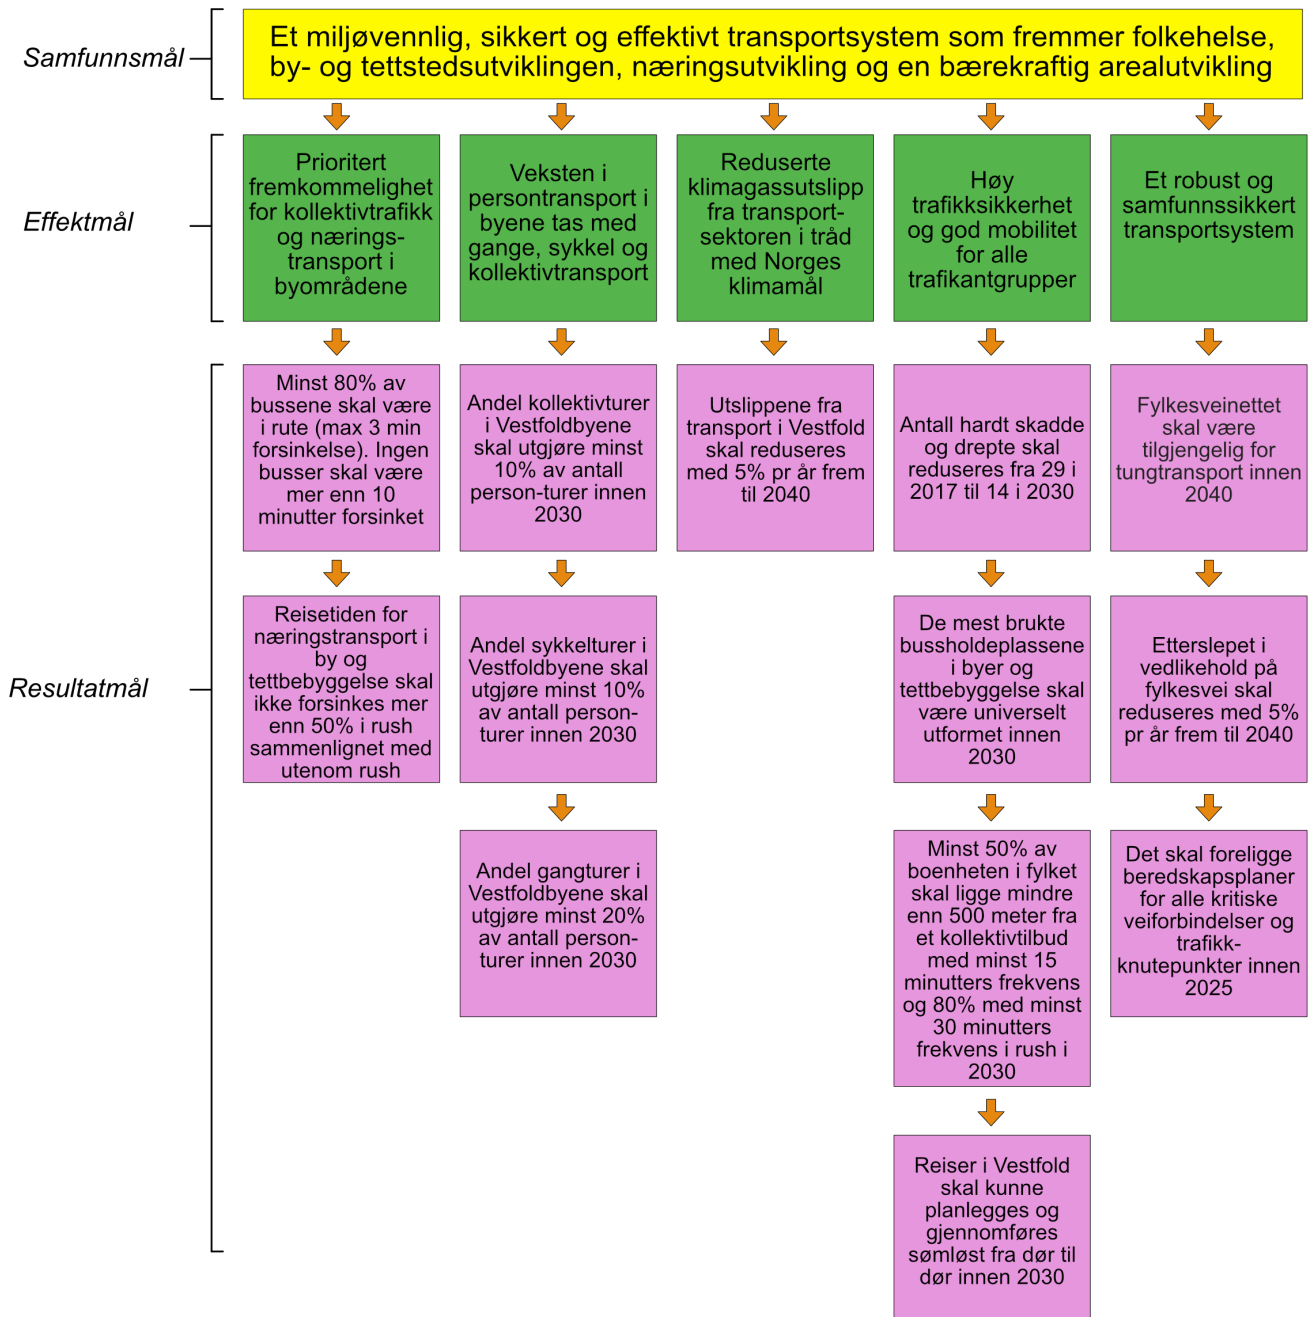 Samfunnsmål
Et miljøvennlig, sikkert og effektivt transportsystem som fremmer folkehelse,
by- og tettstedsutviklingen, næringsutvikling og en bærekraftig arealutvikling
Effektmål
Prioritert
fremkommelighet
for kollektivtrafikk
og nærings-
transport i
byområdene
Veksten i
persontransport i
byene tas med
gange, sykkel og
kollektivtransport
Reduserte
klimagassutslipp
fra transport-
sektoren i tråd
med Norges
klimamål
Høy
trafikksikkerhet
og god mobilitet
for alle
trafikantgrupper
Et robust og
samfunnssikkert
transportsystem
Resultatmål
Minst 80% av
bussene skal være
i rute (max 3 min
forsinkelse). Ingen
busser skal være
mer enn 10
minutter forsinket
Andel kollektivturer
i Vestfoldbyene
skal utgjøre minst
10% av antall
person-turer innen
2030
Utslippene fra
transport i Vestfold
skal reduseres
med 5% pr år frem
til 2040
Antall hardt skadde
og drepte skal
reduseres fra 29 i
2017 til 14 i 2030
Fylkesveinettet
skal være
tilgjengelig for
tungtransport innen
2040
Reisetiden for
næringstransport i
by og
tettbebyggelse skal
ikke forsinkes mer
enn 50% i rush
sammenlignet med
utenom rush
Andel sykkelturer i
Vestfoldbyene skal
utgjøre minst 10%
av antall person-
turer innen 2030
De mest brukte
bussholdeplassene
i byer og
tettbebyggelse skal
være universelt
utformet innen
2030
Etterslepet i
vedlikehold på
fylkesvei skal
reduseres med 5%
pr år frem til 2040
Andel gangturer i
Vestfoldbyene skal
utgjøre minst 20%
av antall person-
turer innen 2030
Minst 50% av
boenheten i fylket
skal ligge mindre
enn 500 meter fra
et kollektivtilbud
med minst 15
minutters frekvens
og 80% med minst
30 minutters
frekvens i rush i
2030
Det skal foreligge
beredskapsplaner
for alle kritiske
veiforbindelser og
trafikk-
knutepunkter innen
2025
Reiser i Vestfold
skal kunne
planlegges og
gjennomføres
sømløst fra dør til
dør innen 2030